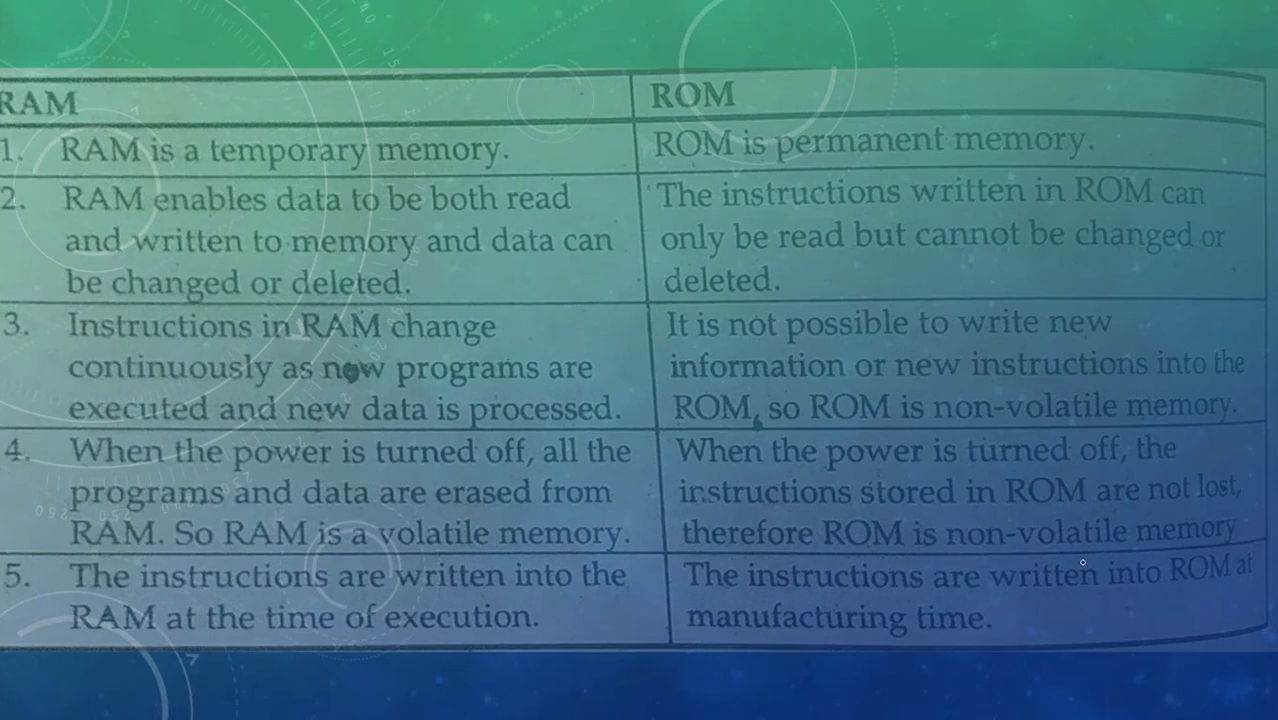 RAM
ROM
1. RAM is a temporary memory.
ROM is permanent memory.
2. RAM enables data to be both read
and written to memory and data can
be changed or deleted.
The instructions written in ROM can
only be read but cannot be changed or
deleted.
3. Instructions in RAM change
continuously as new programs are
executed and new data is processed.
It is not possible to write new
information or new instructions into the
ROM, so ROM is non-volatile memory.
4. When the power is turned off, all the
programs and data are erased from
RAM. So RAM is a volatile memory.
When the power is turned off, the
instructions stored in ROM are not lost,
therefore ROM is non-volatile memory
5. The instructions are written into the
RAM at the time of execution.
The instructions are written into ROM at
manufacturing time.
150
260
250
230